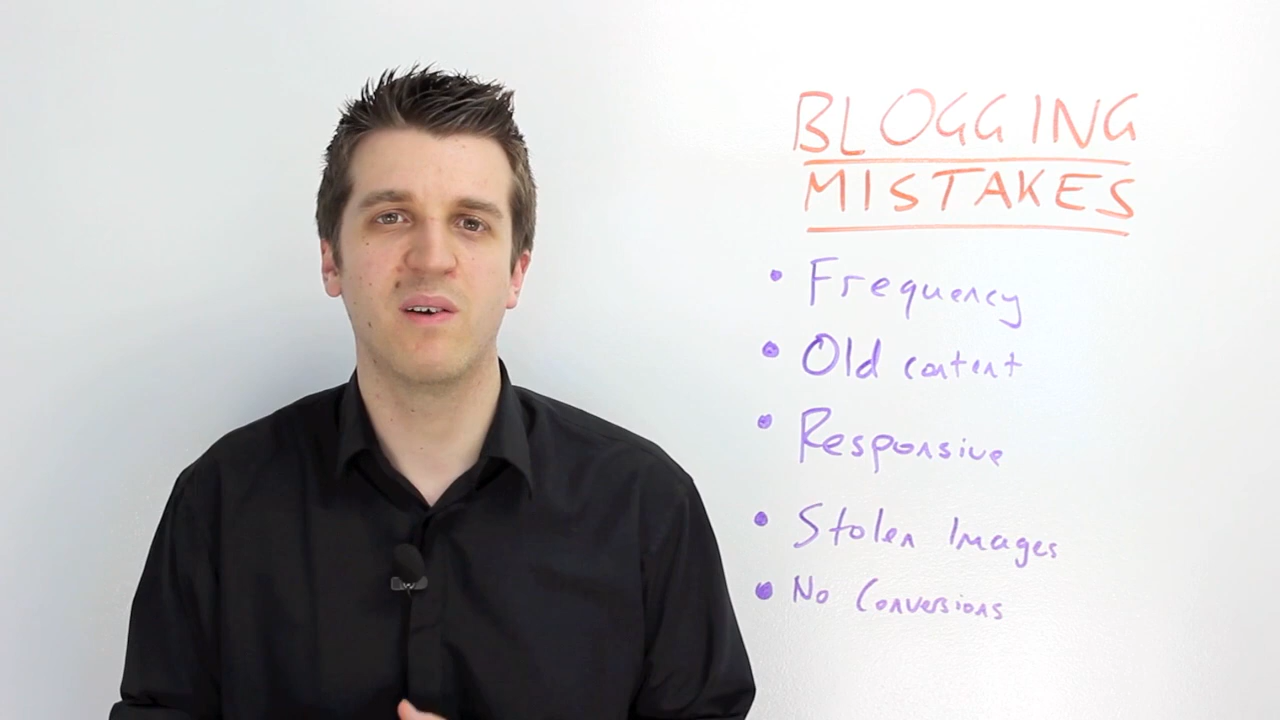 BLOGGING
MISTAKES
• Frequency
• Old content
• Responsive
• Stolen Images
• No Conversions